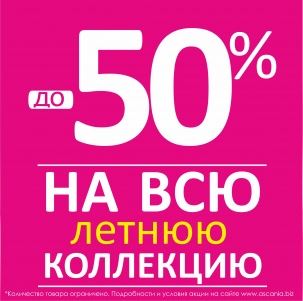 до -50%
НА ВСЮ
летнюю
КОЛЛЕКЦИЮ
*Количество товара ограничено. Подробности и условия акции на сайте www.ascania.biz